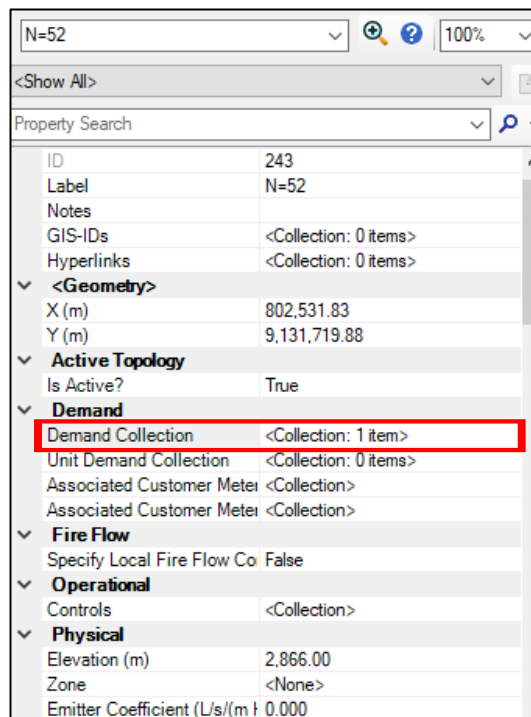 N=52 100%
<Show All>
Property Search
ID 243
Label N=52
Notes
GIS-IDs <Collection: 0 items>
Hyperlinks <Collection: 0 items>
<Geometry>
X (m) 802,531.83
Y (m) 9,131,719.88
Active Topology
Is Active? True
Demand
Demand Collection <Collection: 1 item>
Unit Demand Collection <Collection: 0 items>
Associated Customer Meter <Collection>
Associated Customer Meter <Collection>
Fire Flow
Specify Local Fire Flow Co False
Operational
Controls <Collection>
Physical
Elevation (m) 2,866.00
Zone <None>
Emitter Coefficient (L/s/(m H 0.000